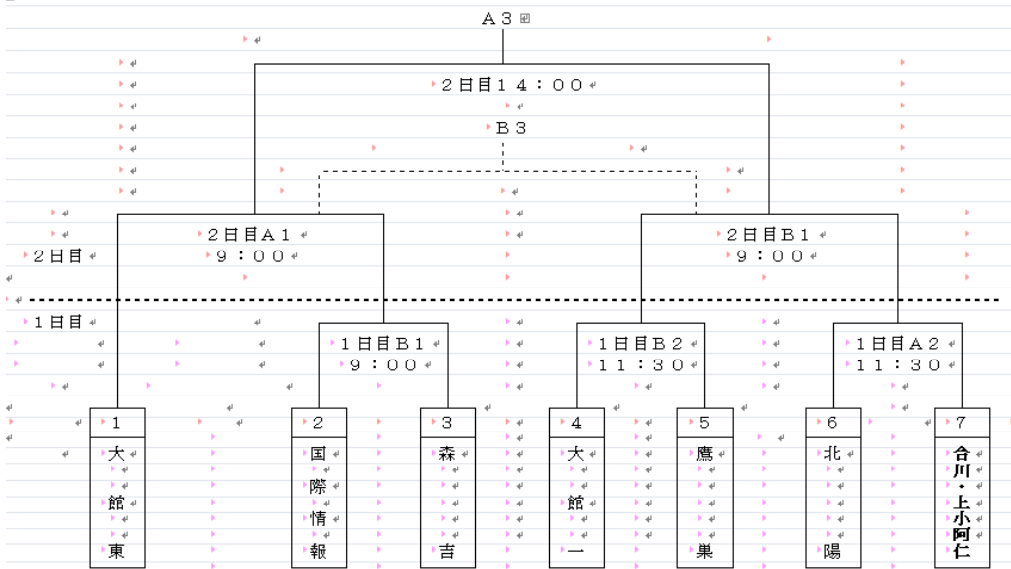 A3
2日目14:00
B3
2日目A1
9:00
2日目B1
9:00
2日目
1日目
1日目B1
9:00
1日目B2
11:30
1日目A2
11:30
1
大館東
2
国際情報
3
森吉
4
大館一
5
鷹巣
6
北陽
7
合川・上小阿仁